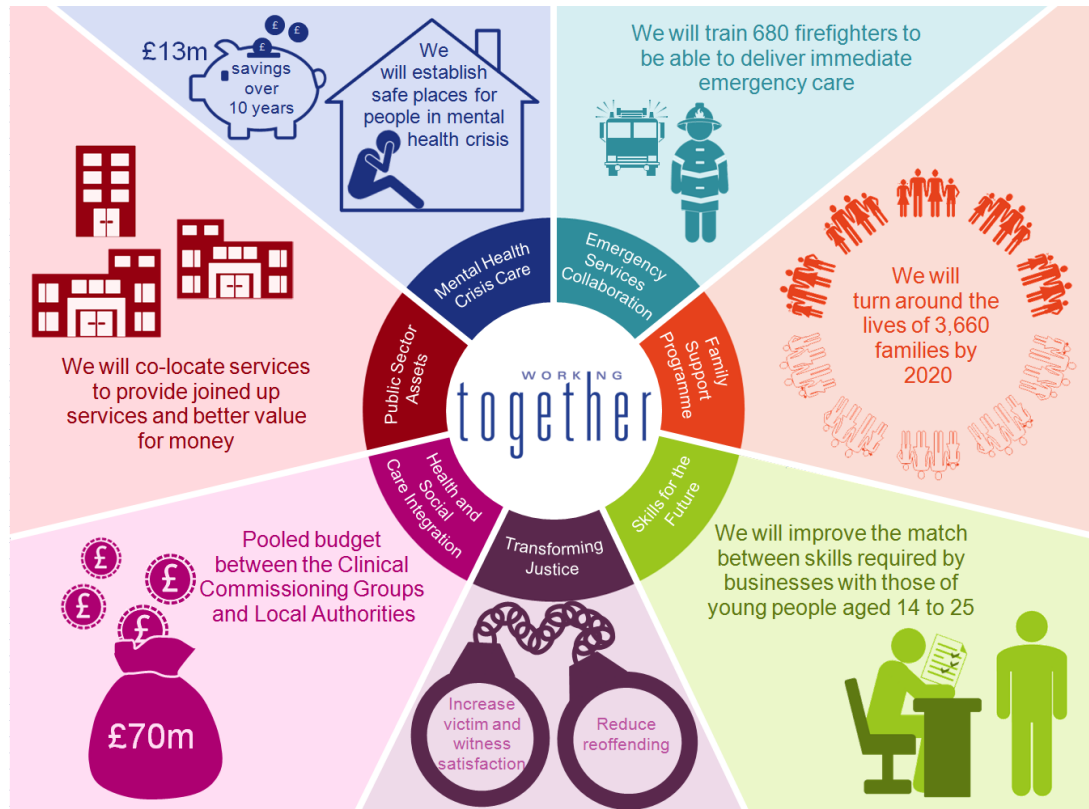 £13m
savings
over
10 years
We
will establish
safe places for
people in mental
health crisis
We will train 680 firefighters to
be able to deliver immediate
emergency care
We will
turn around the
lives of 3,660
families by
2020
We will co-locate services
to provide joined up
services and better value
for money
Mental Health
Crisis Care
Emergency
Services
Collaboration
Family
Support
Programme
Skills for the
Future
Transforming
Justice
Health and
Social
Care Integration
Public Sector
Assets
WORKING
together
Pooled budget
between the Clinical
Commissioning Groups
and Local Authorities
£
£
£
£
£70m
Increase
victim and
witness
satisfaction
Reduce
reoffending
We will improve the match
between skills required by
businesses with those of
young people aged 14 to 25